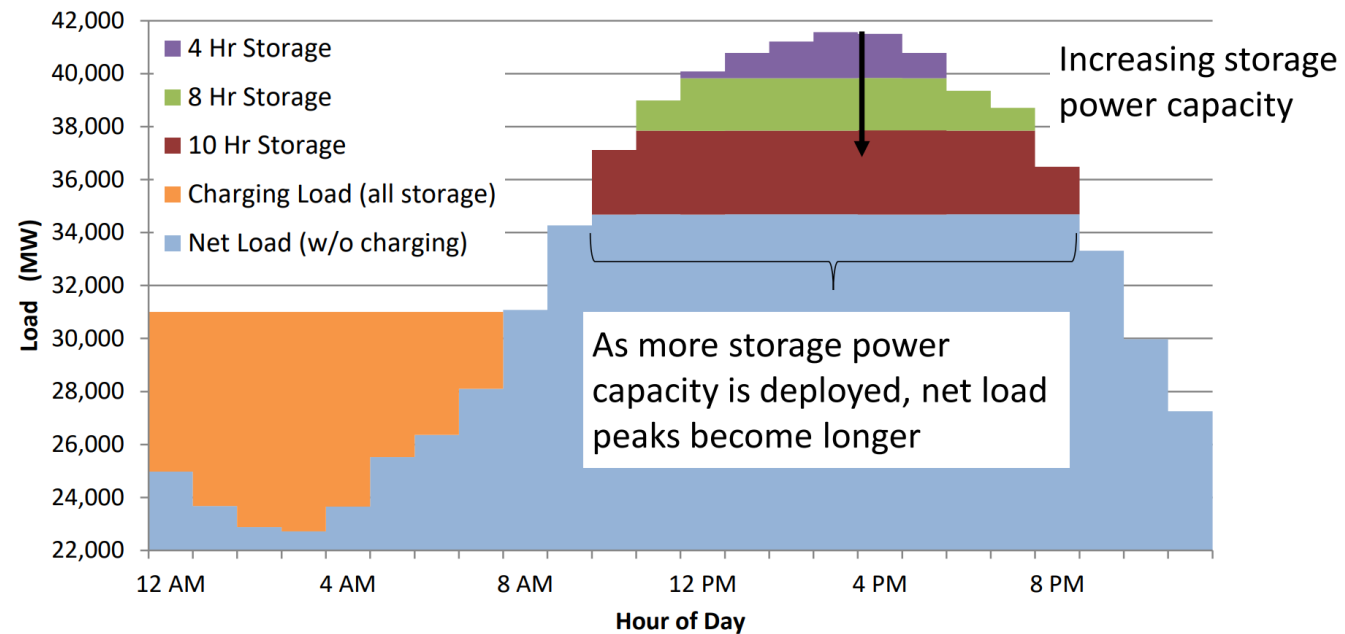 42,000
40,000
38,000
36,000
34,000
32,000
30,000
28,000
26,000
24,000
22,000
Load (MW)
4 Hr Storage
8 Hr Storage
10 Hr Storage
Charging Load (all storage)
Net Load (w/o charging)
Increasing storage
power capacity
As more storage power
capacity is deployed, net load
peaks become longer
12 AM
4 AM
8 AM
12 PM
4 PM
8 PM
Hour of Day